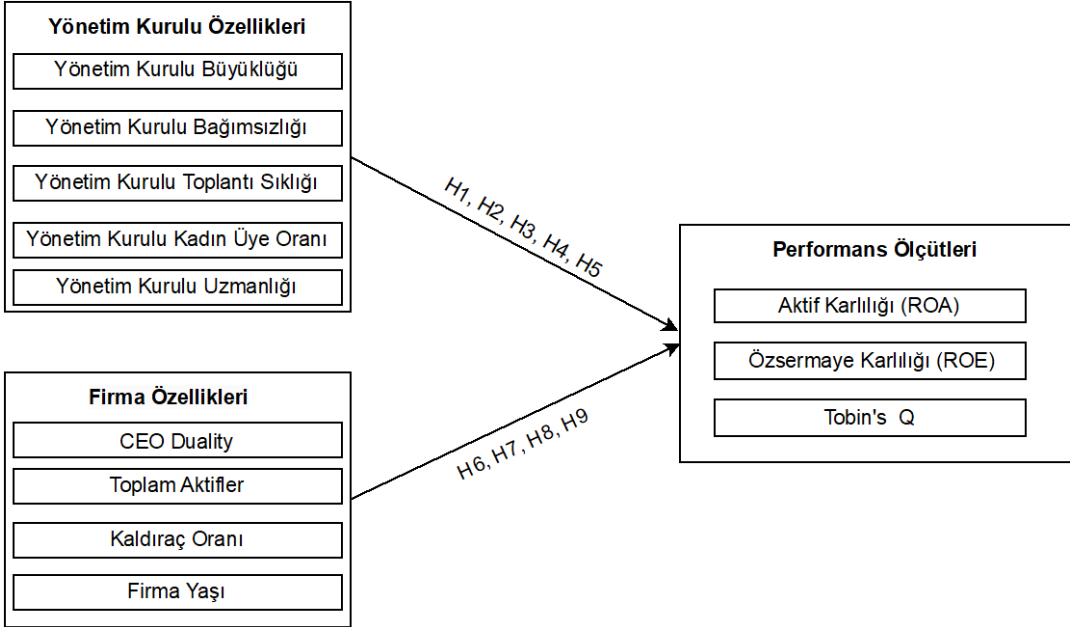 Yönetim Kurulu Özellikleri
Yönetim Kurulu Büyüklüğü
Yönetim Kurulu Bağımsızlığı
Yönetim Kurulu Toplantı Sıklığı
Yönetim Kurulu Kadın Üye Oranı
Yönetim Kurulu Uzmanlığı
H1, H2, H3, H4, H5
Firma Özellikleri
CEO Duality
Toplam Aktifler
Kaldıraç Oranı
Firma Yaşı
H6, H7, H8, H9
Performans Ölçütleri
Aktif Karlılığı (ROA)
Özsermaye Karlılığı (ROE)
Tobin's Q